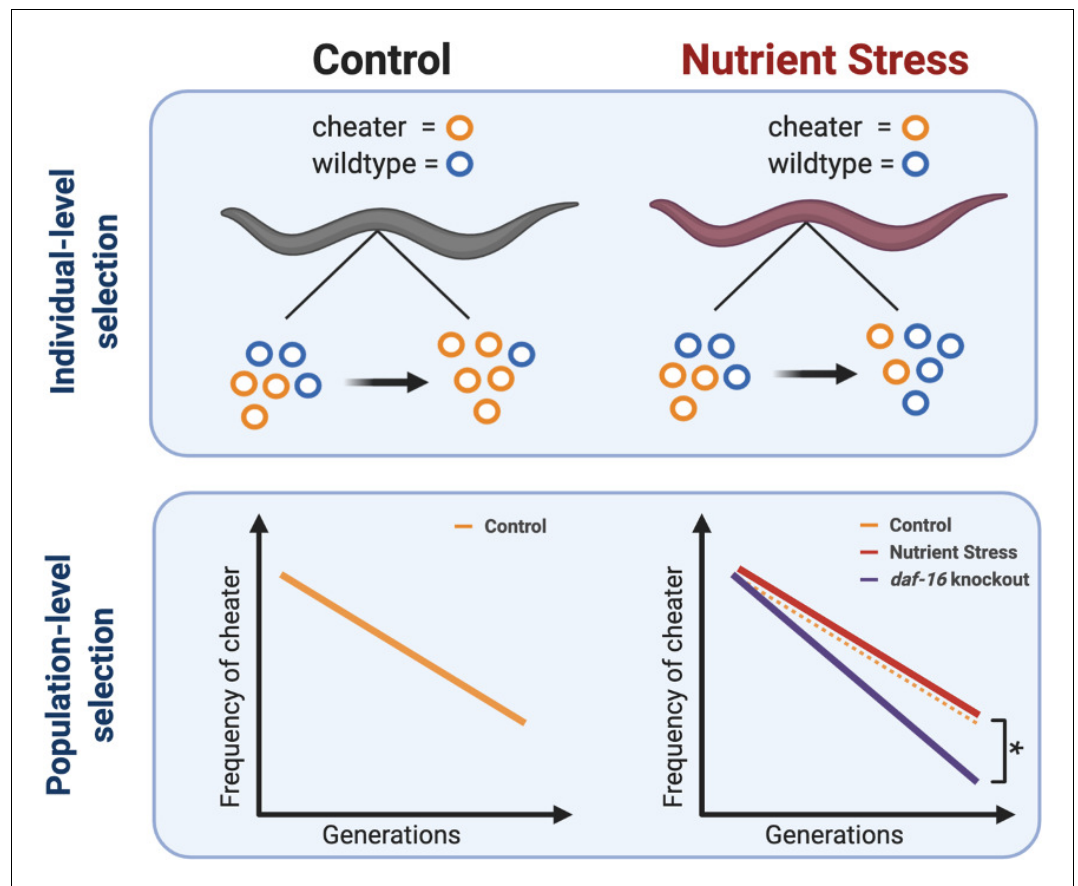 Control
Nutrient Stress
Individual-level
selection
cheater =
wildtype =
cheater =
wildtype =
Population-level
selection
Frequency of cheater
Control
Generations
Frequency of cheater
Control
Nutrient Stress
daf-16 knockout
*
Generations